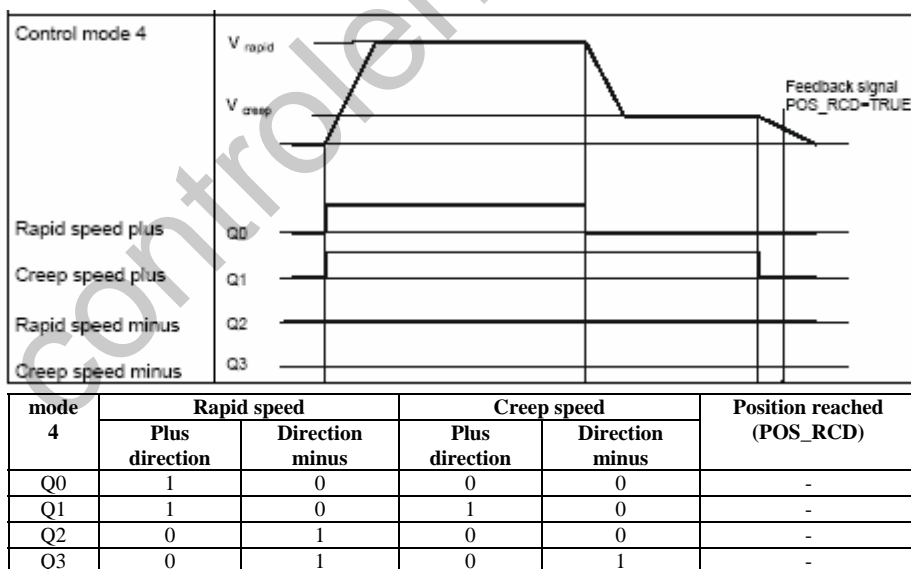 Control mode 4
V rapid
V creep
Feedback signal
POS_RCD=TRUE
Rapid speed plus Q0
Creep speed plus Q1
Rapid speed minus Q2
Creep speed minus Q3
mode 4 Rapid speed Creep speed Position reached (POS_RCD)
Plus direction Direction minus Plus direction Direction minus
Q0 1 0 0 0 -
Q1 1 0 1 0 -
Q2 0 1 0 0 -
Q3 0 1 0 1 -